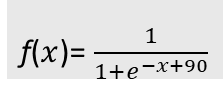 f(x)= 1/(1+e^(−x+90))